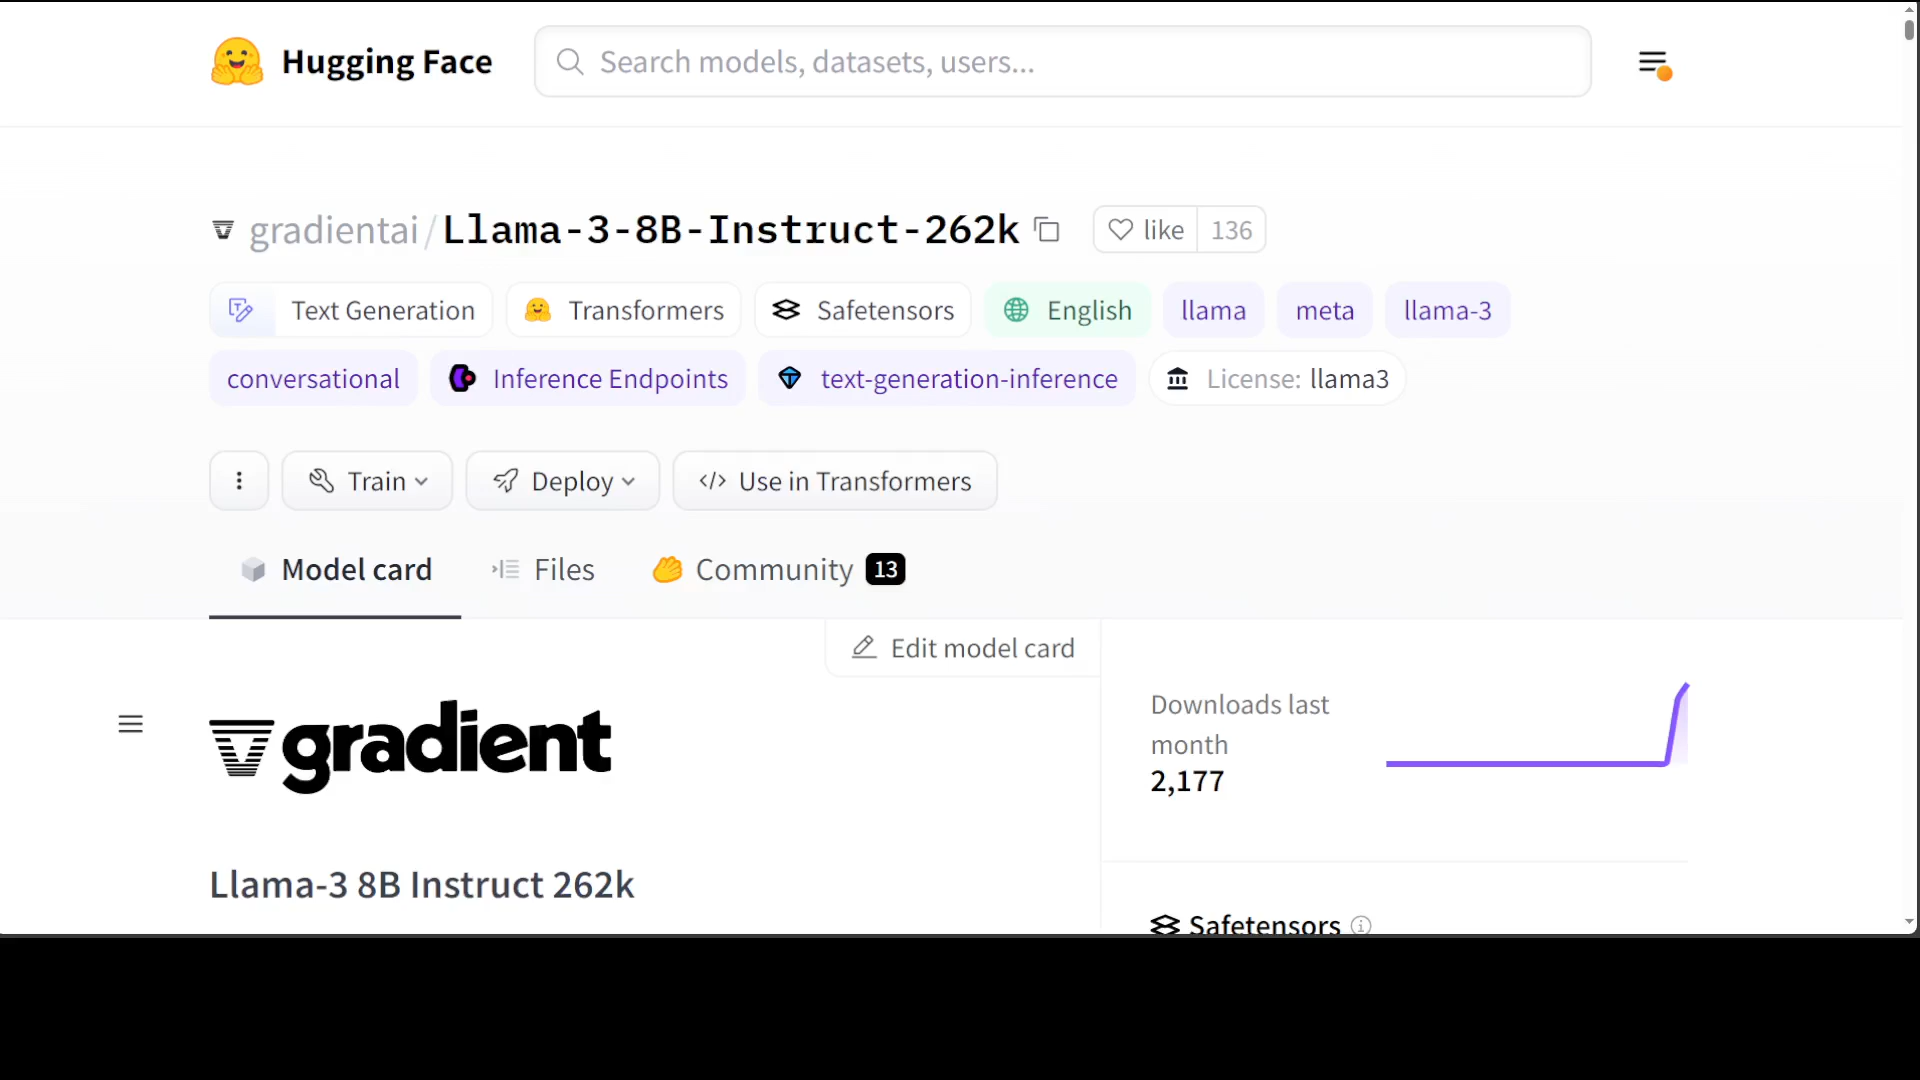 Hugging Face
Search models, datasets, users...
gradientai/Llama-3-8B-Instruct-262k
like 136
Text Generation Transformers Safetensors English llama meta llama-3
conversational Inference Endpoints text-generation-inference License: llama3
Train Deploy </> Use in Transformers
Model card Files Community 13
Edit model card
gradient
Llama-3 8B Instruct 262k
Downloads last
month
2,177
Safetensors